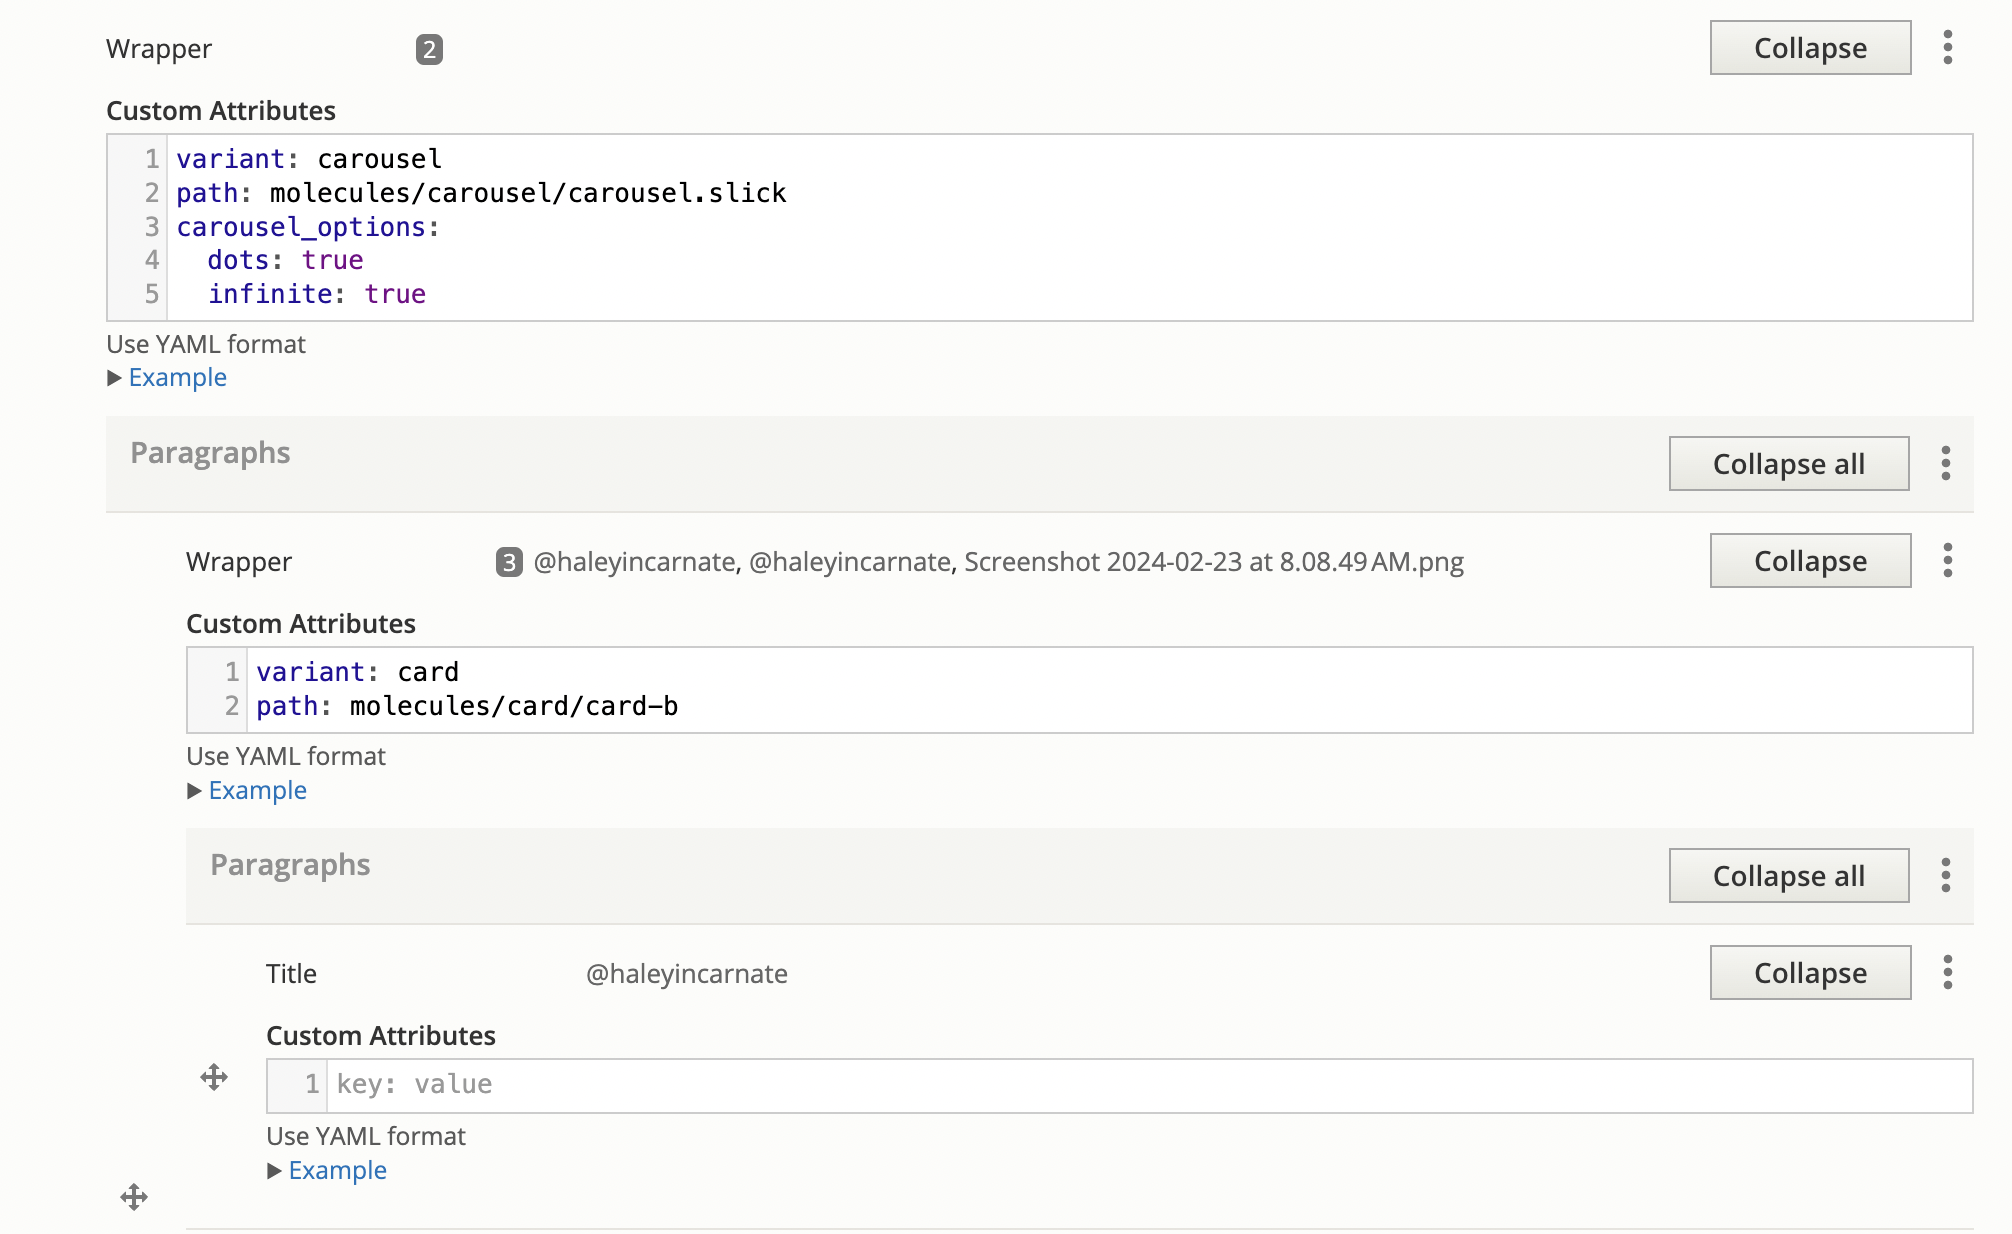 Wrapper 2 Collapse
Custom Attributes
1 variant: carousel
2 path: molecules/carousel/carousel.slick
3 carousel_options:
4   dots: true
5   infinite: true
Use YAML format
Example
Paragraphs Collapse all
Wrapper 3 @haleyincarnate, @haleyincarnate, Screenshot 2024-02-23 at 8.08.49 AM.png Collapse
Custom Attributes
1 variant: card
2 path: molecules/card/card-b
Use YAML format
Example
Paragraphs Collapse all
Title @haleyincarnate Collapse
Custom Attributes
1 key: value
Use YAML format
Example